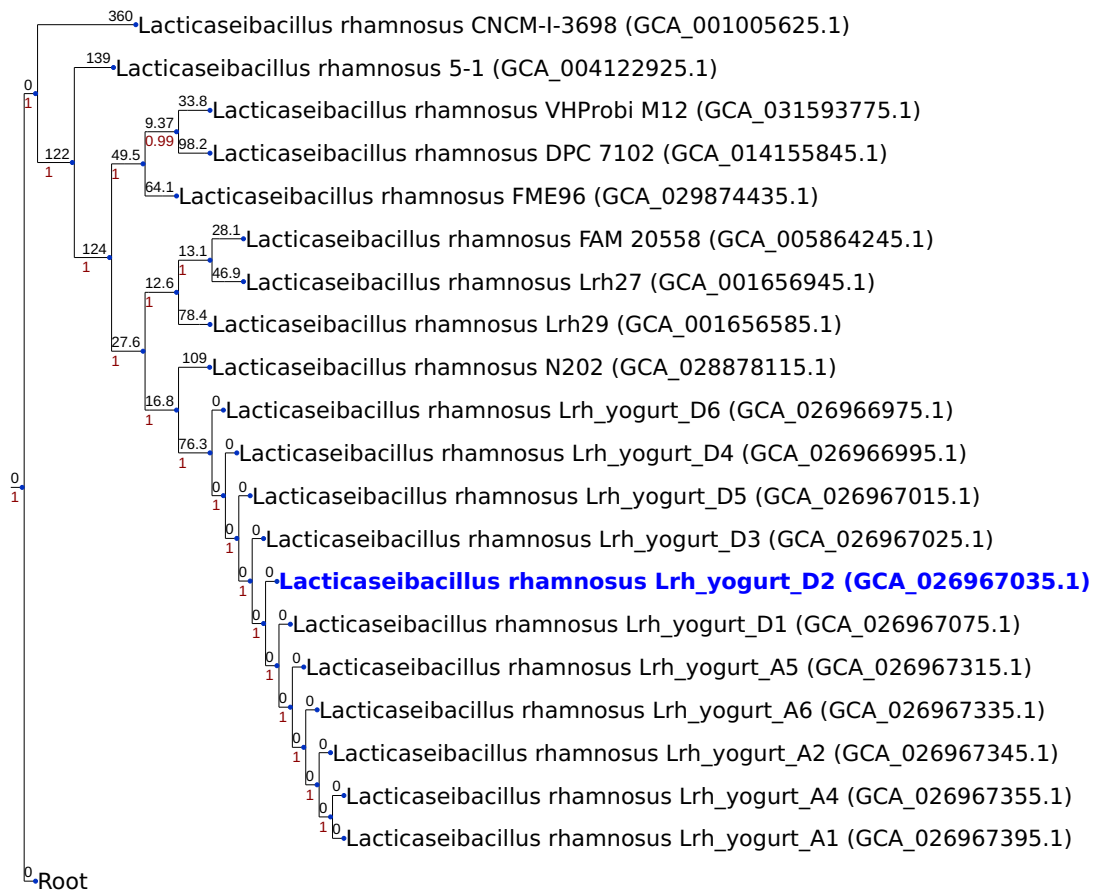 360
Lacticaseibacillus rhamnosus CNCM-I-3698 (GCA_001005625.1)
139
Lacticaseibacillus rhamnosus 5-1 (GCA_004122925.1)
0
1
33.8
Lacticaseibacillus rhamnosus VHProbi M12 (GCA_031593775.1)
9.37
0.99
98.2
Lacticaseibacillus rhamnosus DPC 7102 (GCA_014155845.1)
122
1
49.5
1
64.1
Lacticaseibacillus rhamnosus FME96 (GCA_029874435.1)
28.1
Lacticaseibacillus rhamnosus FAM 20558 (GCA_005864245.1)
124
1
13.1
1
46.9
Lacticaseibacillus rhamnosus Lrh27 (GCA_001656945.1)
12.6
1
78.4
Lacticaseibacillus rhamnosus Lrh29 (GCA_001656585.1)
27.6
1
109
Lacticaseibacillus rhamnosus N202 (GCA_028878115.1)
16.8
1
0
Lacticaseibacillus rhamnosus Lrh_yogurt_D6 (GCA_026966975.1)
76.3
1
0
Lacticaseibacillus rhamnosus Lrh_yogurt_D4 (GCA_026966995.1)
0
1
0
1
0
Lacticaseibacillus rhamnosus Lrh_yogurt_D5 (GCA_026967015.1)
0
1
0
Lacticaseibacillus rhamnosus Lrh_yogurt_D3 (GCA_026967025.1)
0
1
0
Lacticaseibacillus rhamnosus Lrh_yogurt_D2 (GCA_026967035.1)
0
1
0
Lacticaseibacillus rhamnosus Lrh_yogurt_D1 (GCA_026967075.1)
0
1
0
Lacticaseibacillus rhamnosus Lrh_yogurt_A5 (GCA_026967315.1)
0
1
0
Lacticaseibacillus rhamnosus Lrh_yogurt_A6 (GCA_026967335.1)
0
1
0
Lacticaseibacillus rhamnosus Lrh_yogurt_A2 (GCA_026967345.1)
0
1
0
Lacticaseibacillus rhamnosus Lrh_yogurt_A4 (GCA_026967355.1)
0
1
0
Lacticaseibacillus rhamnosus Lrh_yogurt_A1 (GCA_026967395.1)
0
Root